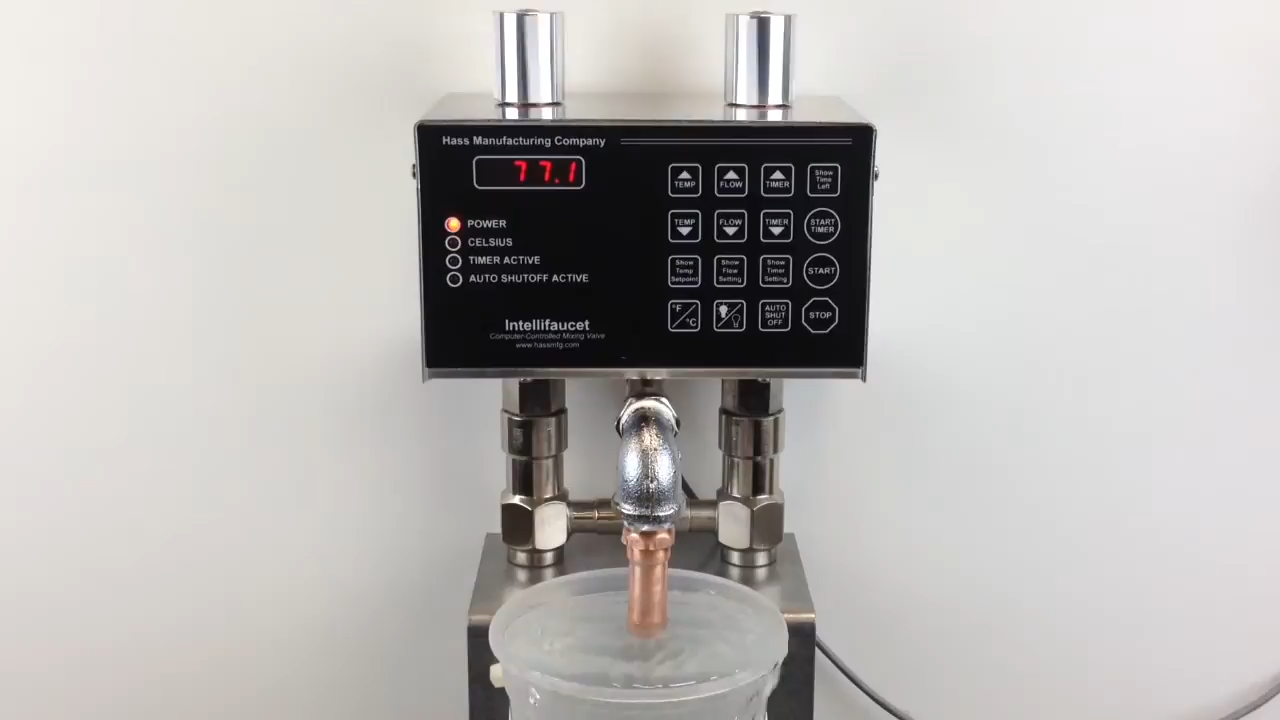 Hass Manufacturing Company
77.1
POWER
CELSIUS
TIMER ACTIVE
AUTO SHUTOFF ACTIVE
Intellifaucet
Computer-Controlled Mixing Valve
www.hassmfg.com
TEMP
FLOW
TIMER
Show
Time
Left
TEMP
FLOW
TIMER
START
TIMER
Show
Temp
Setpoint
Show
Flow
Setting
Show
Timer
Setting
START
°F
°C
AUTO
SHUT
OFF
STOP